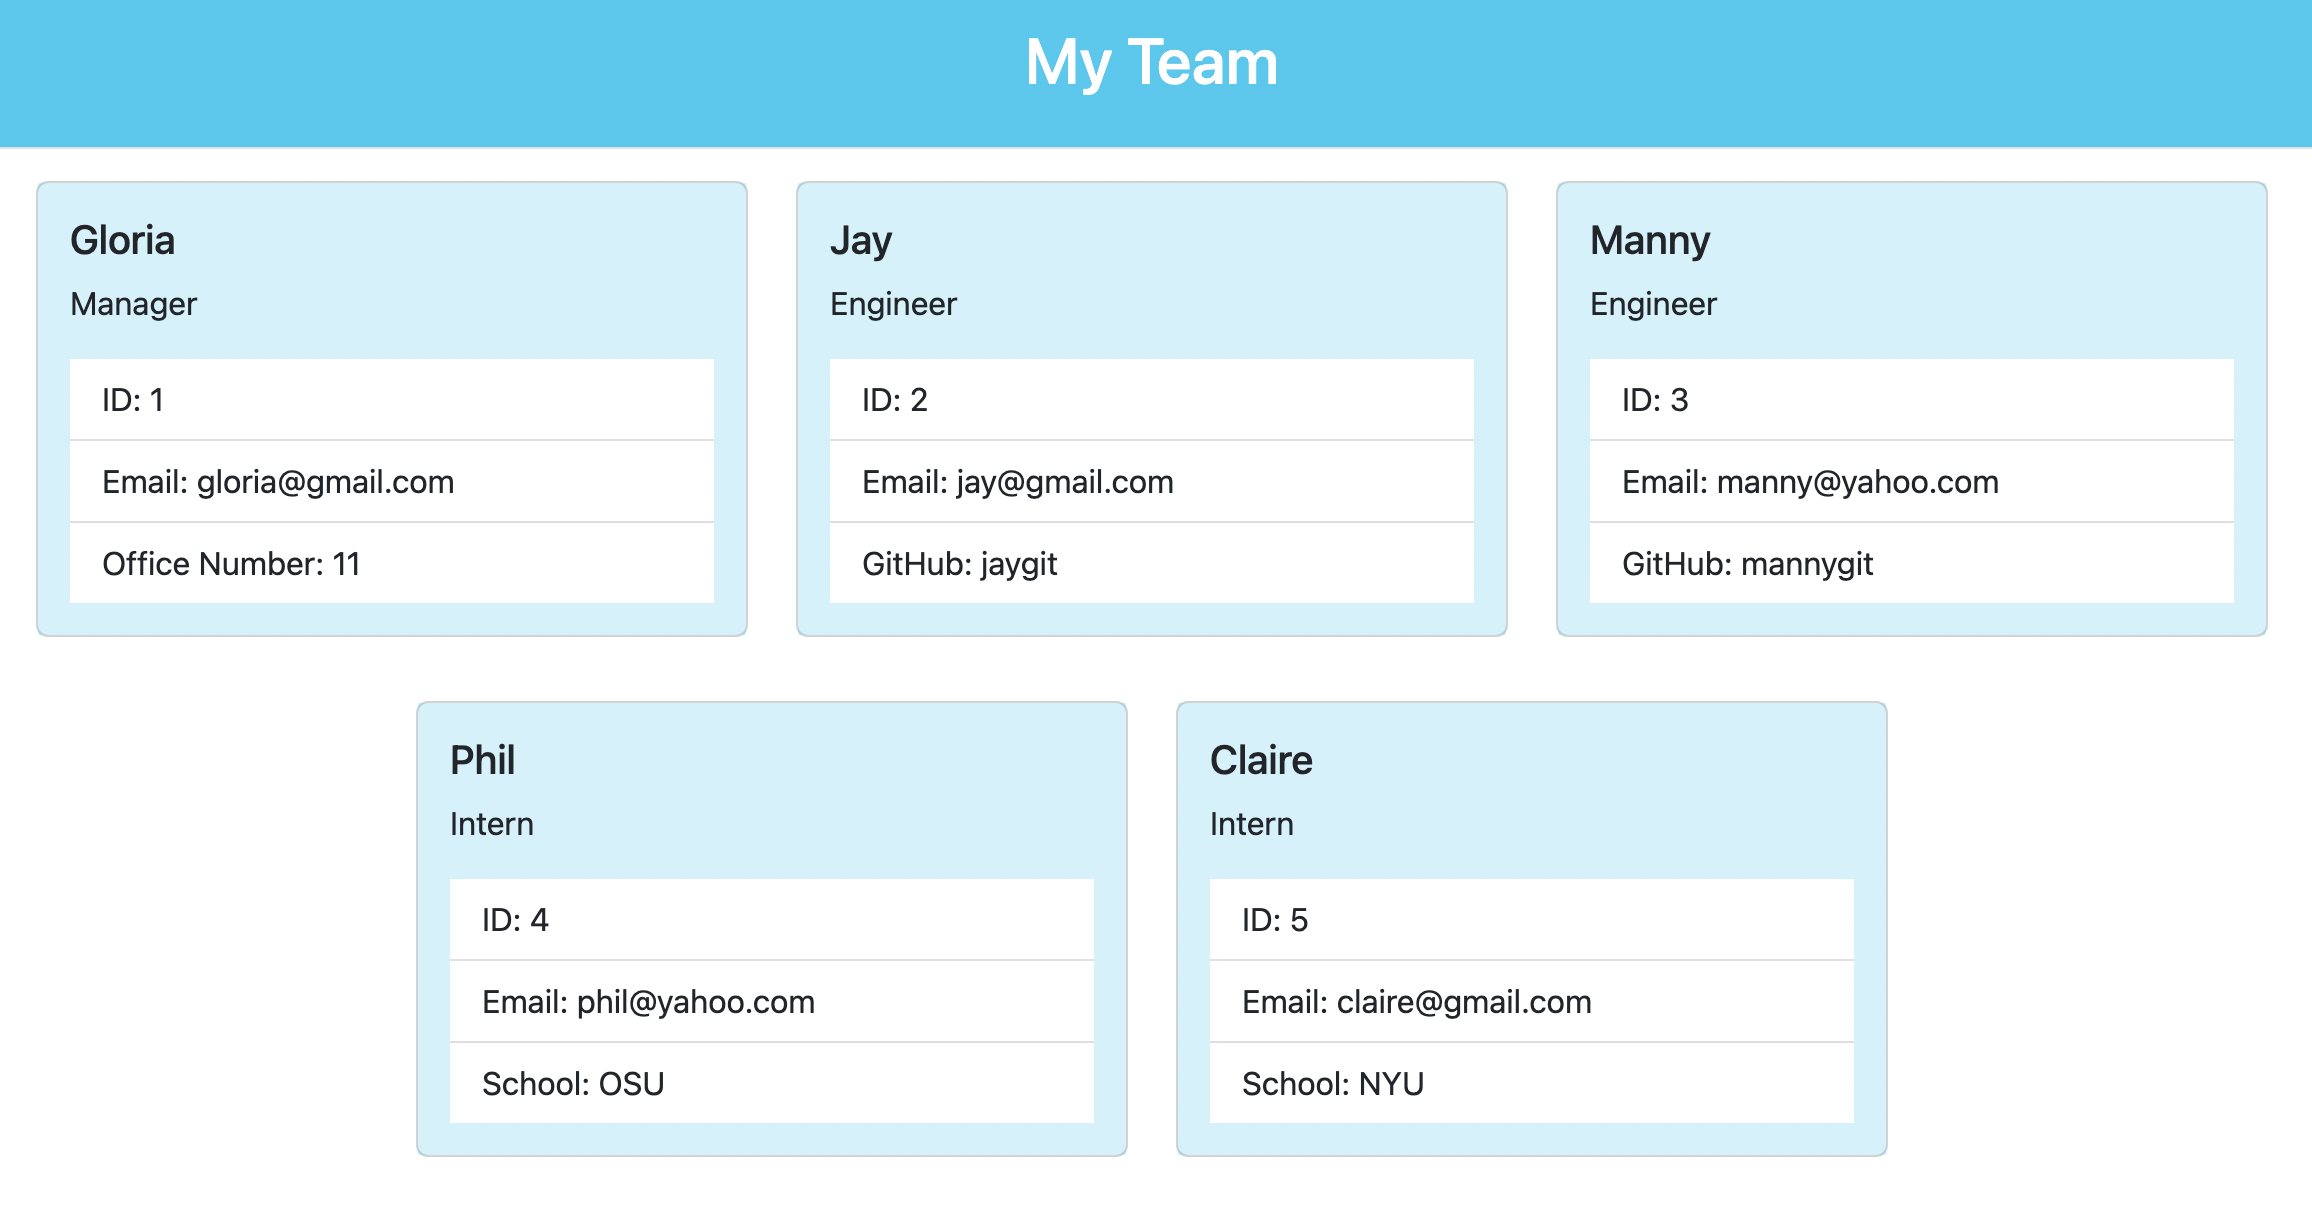 My Team
Gloria
Manager
ID: 1
Email: gloria@gmail.com
Office Number: 11
Jay
Engineer
ID: 2
Email: jay@gmail.com
GitHub: jaygit
Manny
Engineer
ID: 3
Email: manny@yahoo.com
GitHub: mannygit
Phil
Intern
ID: 4
Email: phil@yahoo.com
School: OSU
Claire
Intern
ID: 5
Email: claire@gmail.com
School: NYU